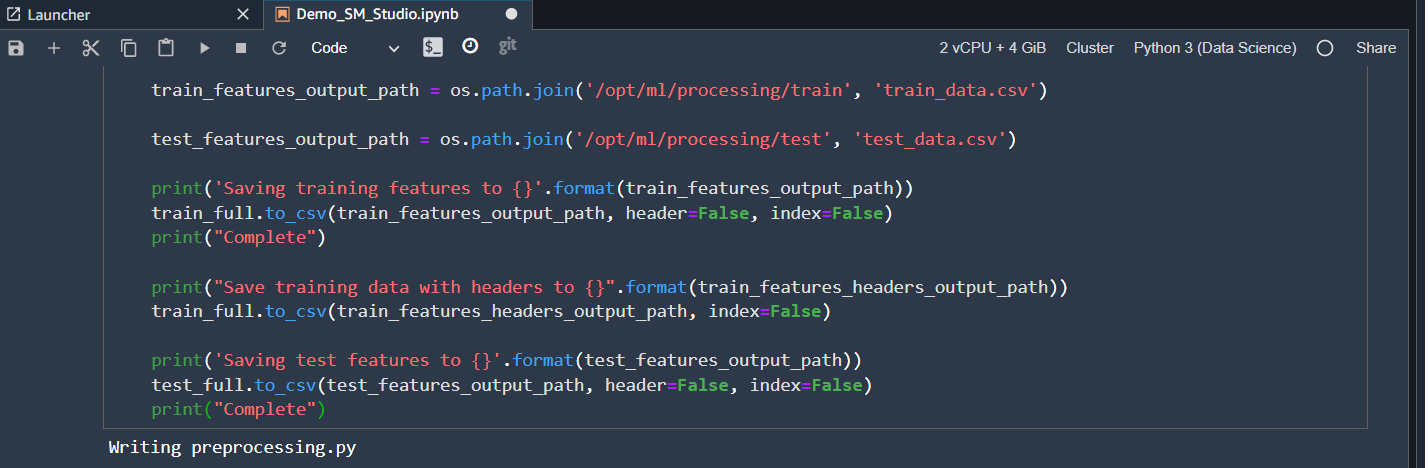 Launcher
Demo_SM_Studio.ipynb
Code
$_
git
2 vCPU + 4 GiB
Cluster
Python 3 (Data Science)
Share
train_features_output_path = os.path.join('/opt/ml/processing/train', 'train_data.csv')
test_features_output_path = os.path.join('/opt/ml/processing/test', 'test_data.csv')
print('Saving training features to {}'.format(train_features_output_path))
train_full.to_csv(train_features_output_path, header=False, index=False)
print("Complete")
print("Save training data with headers to {}".format(train_features_headers_output_path))
train_full.to_csv(train_features_headers_output_path, index=False)
print('Saving test features to {}'.format(test_features_output_path))
test_full.to_csv(test_features_output_path, header=False, index=False)
print("Complete")
Writing preprocessing.py